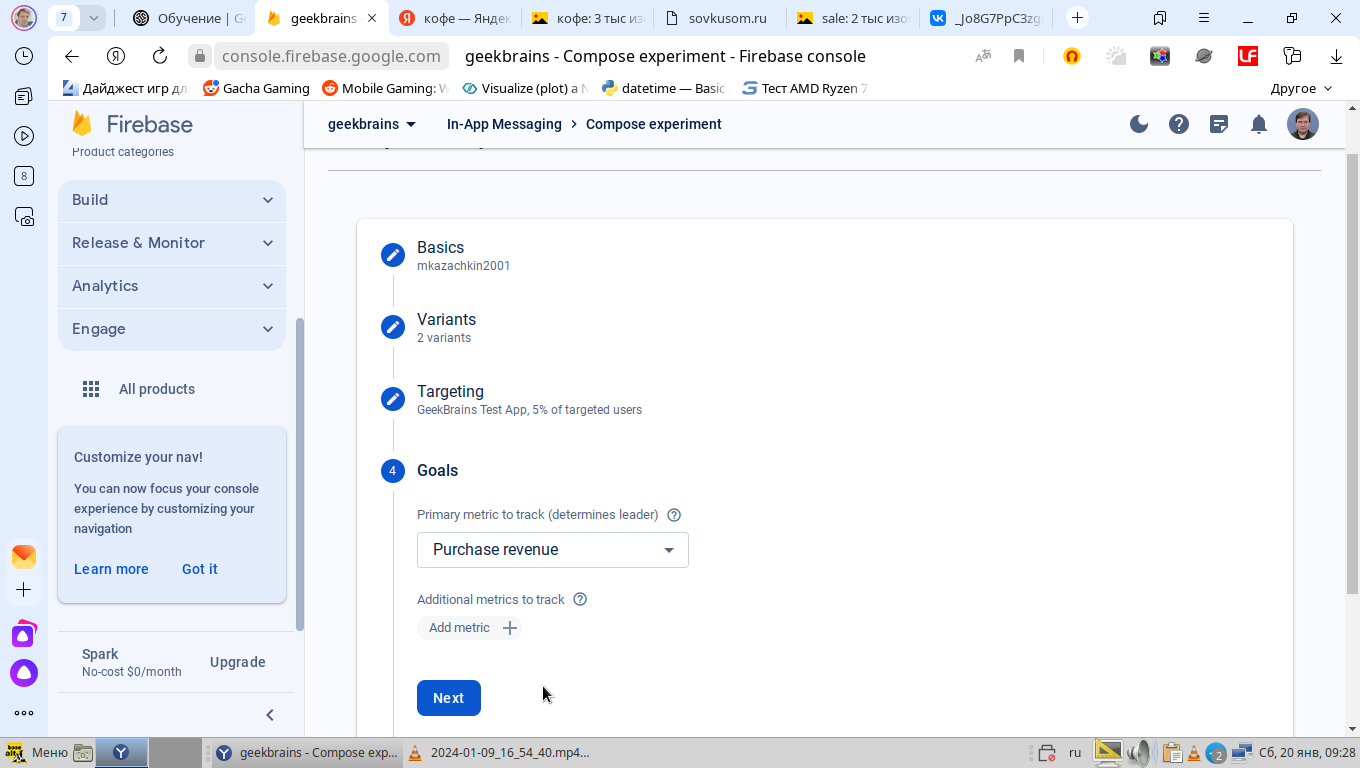 7
Обучение | G
geekbrains
кофе — Яндек
кофе: 3 тыс из
sovkusom.ru
sale: 2 тыс изо
_Jo8G7PpC3zg
console.firebase.google.com
geekbrains - Compose experiment - Firebase console
Дайджест игр дл
Gacha Gaming
Mobile Gaming: W
Visualize (plot) a N
datetime — Basic
Тест AMD Ryzen 7
Другое
8
Firebase
Product categories
Build
Release & Monitor
Analytics
Engage
All products
Customize your nav!
You can now focus your console
experience by customizing your
navigation
Learn more
Got it
Spark
No-cost $0/month
Upgrade
geekbrains
In-App Messaging
Compose experiment
Basics
mkazachkin2001
Variants
2 variants
Targeting
GeekBrains Test App, 5% of targeted users
4
Goals
Primary metric to track (determines leader)
Purchase revenue
Additional metrics to track
Add metric
Next
Меню
geekbrains - Compose exp...
2024-01-09_16_54_40.mp4...
ru
2
Сб, 20 янв, 09:28